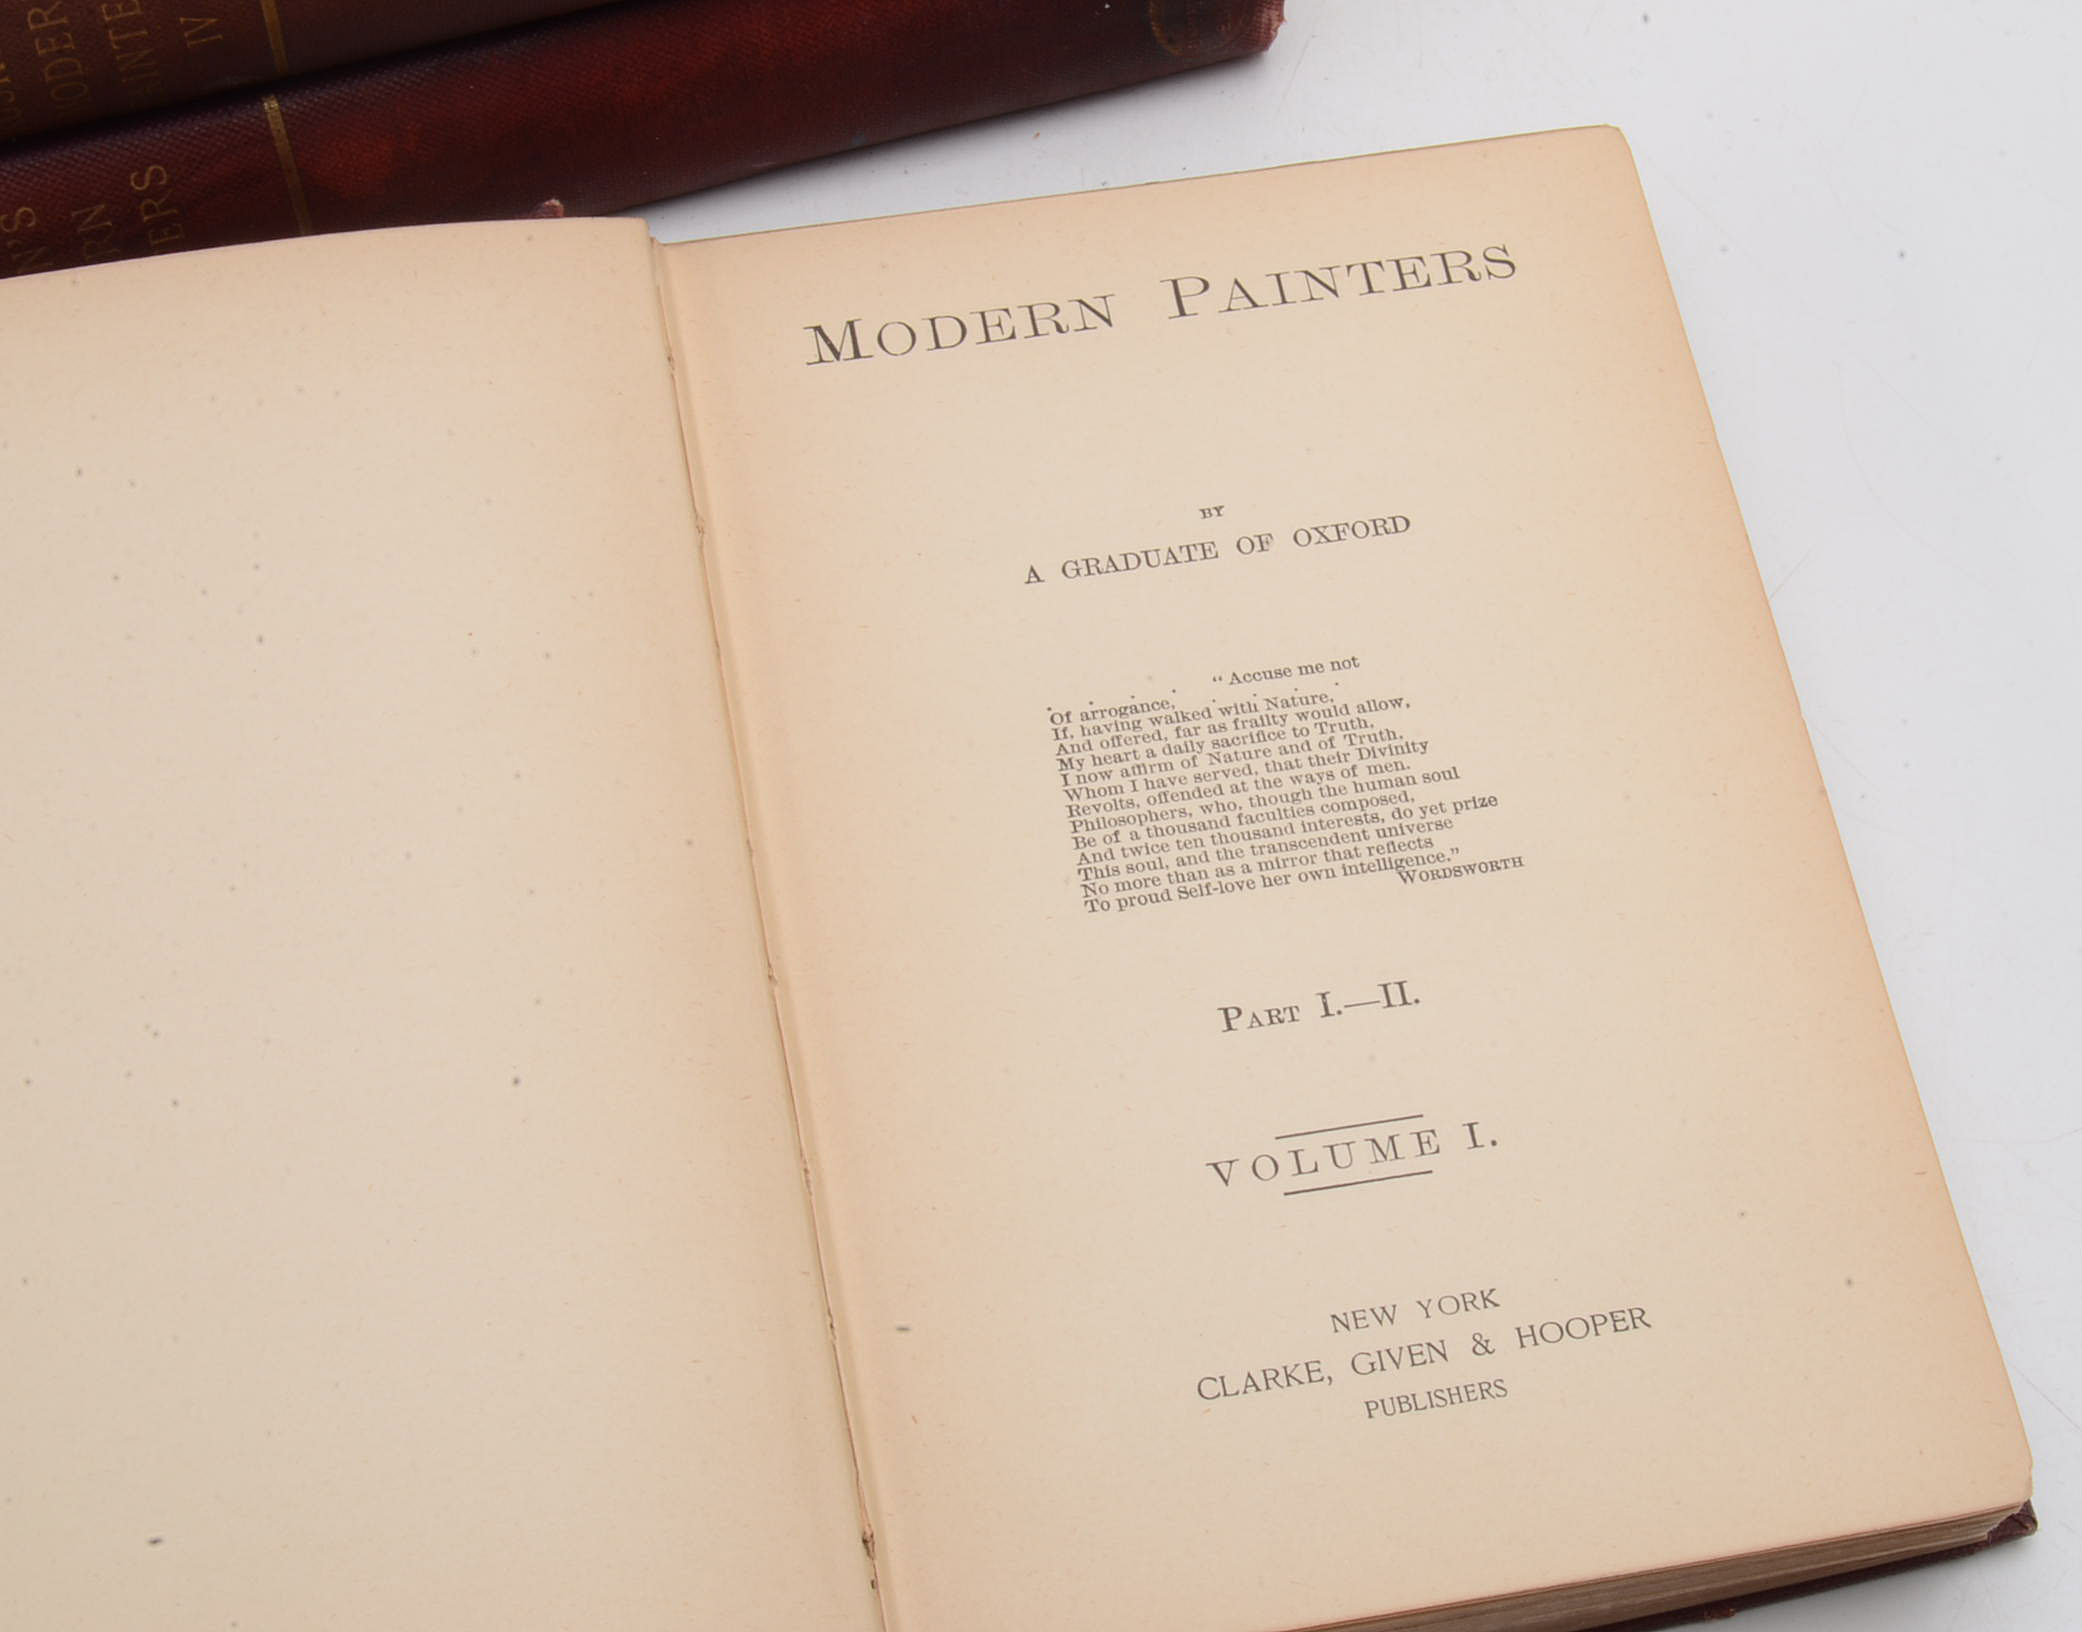 ODER
AINTE
IV
N'S
RN
TERS
MODERN PAINTERS
BY
A GRADUATE OF OXFORD
"Accuse me not
Of arrogance,
. . . . . . . .
If, having walked with Nature,
And offered, far as frailty would allow,
My heart a daily sacrifice to Truth,
I now affirm of Nature and of Truth,
Whom I have served, that their Divinity
Revolts, offended at the ways of men.
Philosophers, who, though the human soul
Be of a thousand faculties composed,
And twice ten thousand interests, do yet prize
This soul, and the transcendent universe
No more than as a mirror that reflects
To proud Self-love her own intelligence."
WORDSWORTH
PART I.—II.
VOLUME I.
NEW YORK
CLARKE, GIVEN & HOOPER
PUBLISHERS